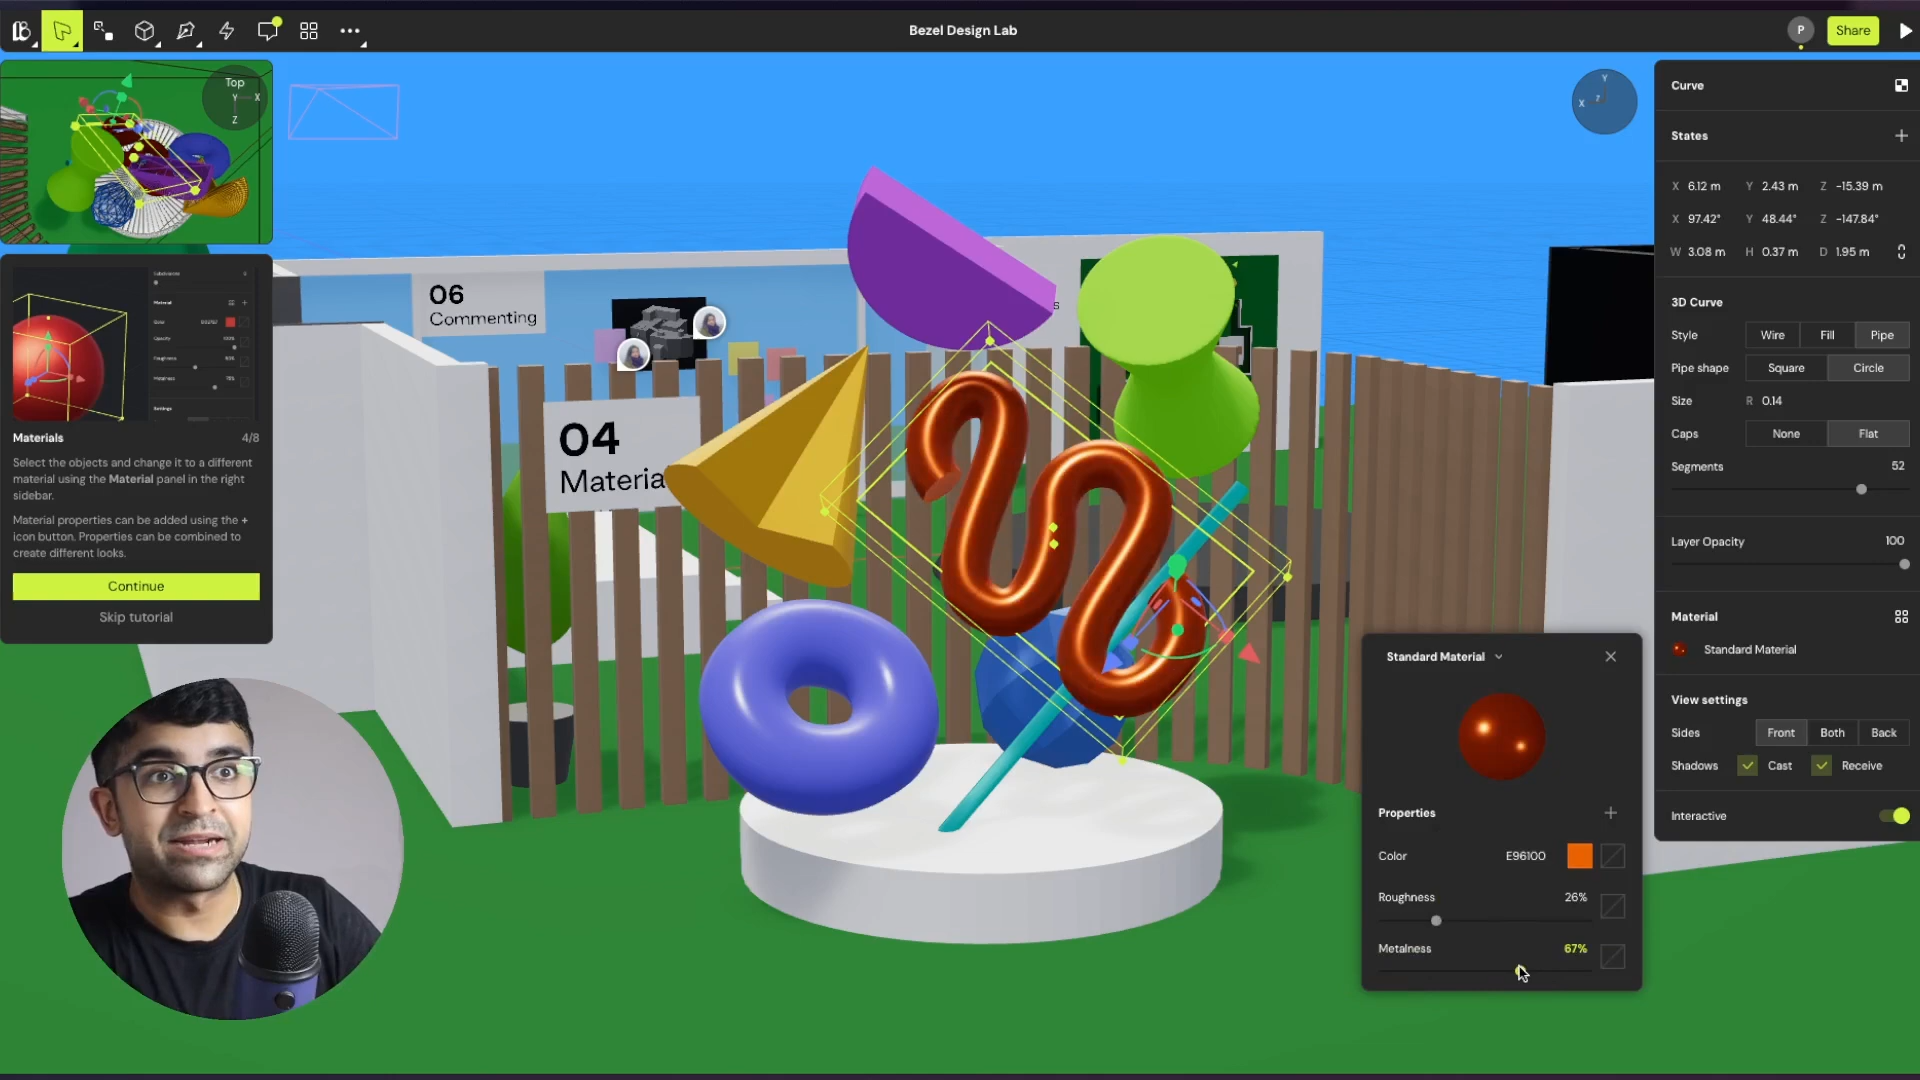 Bezel Design Lab
P
Share
Top
Y X
Z
Y
X Z
Curve
States
X 6.12 m Y 2.43 m Z -15.39 m
X 97.42° Y 48.44° Z -147.84°
W 3.08 m H 0.37 m D 1.95 m
3D Curve
Style Wire Fill Pipe
Pipe shape Square Circle
Size R 0.14
Caps None Flat
Segments 52
Layer Opacity 100
Material
Standard Material
View settings
Sides Front Both Back
Shadows Cast Receive
Interactive
Material
Color
Opacity
Roughness
Settings
Materials 4/8
Select the objects and change it to a different
material using the Material panel in the right
sidebar.
Material properties can be added using the +
icon button. Properties can be combined to
create different looks.
Continue
Skip tutorial
06
Commenting
s
04
Materia
Standard Material
Properties
Color E96100
Roughness 26%
Metalness 67%